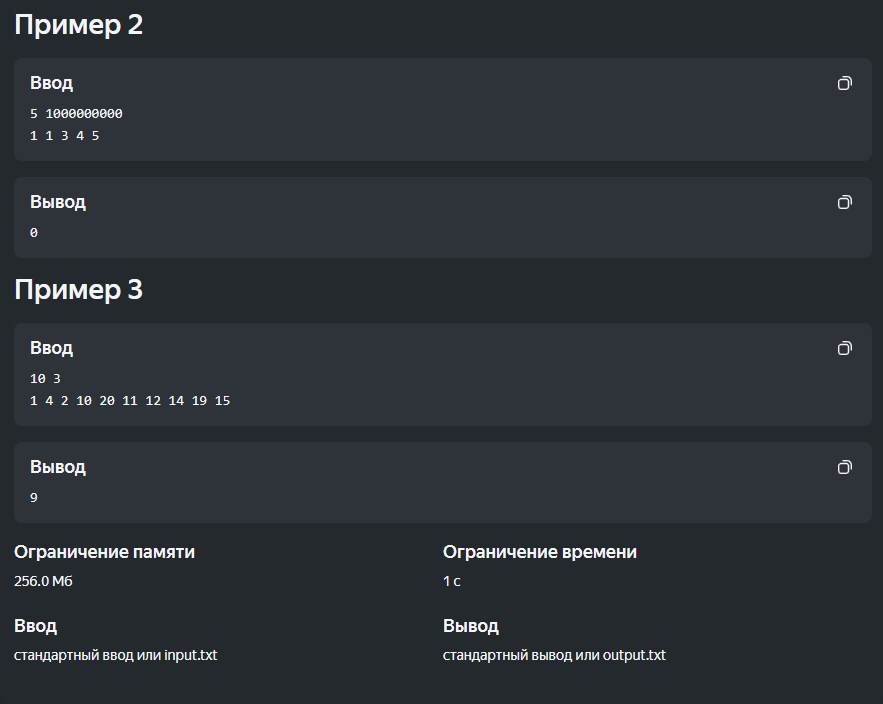 Пример 2
Ввод
5 1000000000
1 1 3 4 5
Вывод
0
Пример 3
Ввод
10 3
1 4 2 10 20 11 12 14 19 15
Вывод
9
Ограничение памяти
256.0 Мб
Ограничение времени
1 с
Ввод
стандартный ввод или input.txt
Вывод
стандартный вывод или output.txt